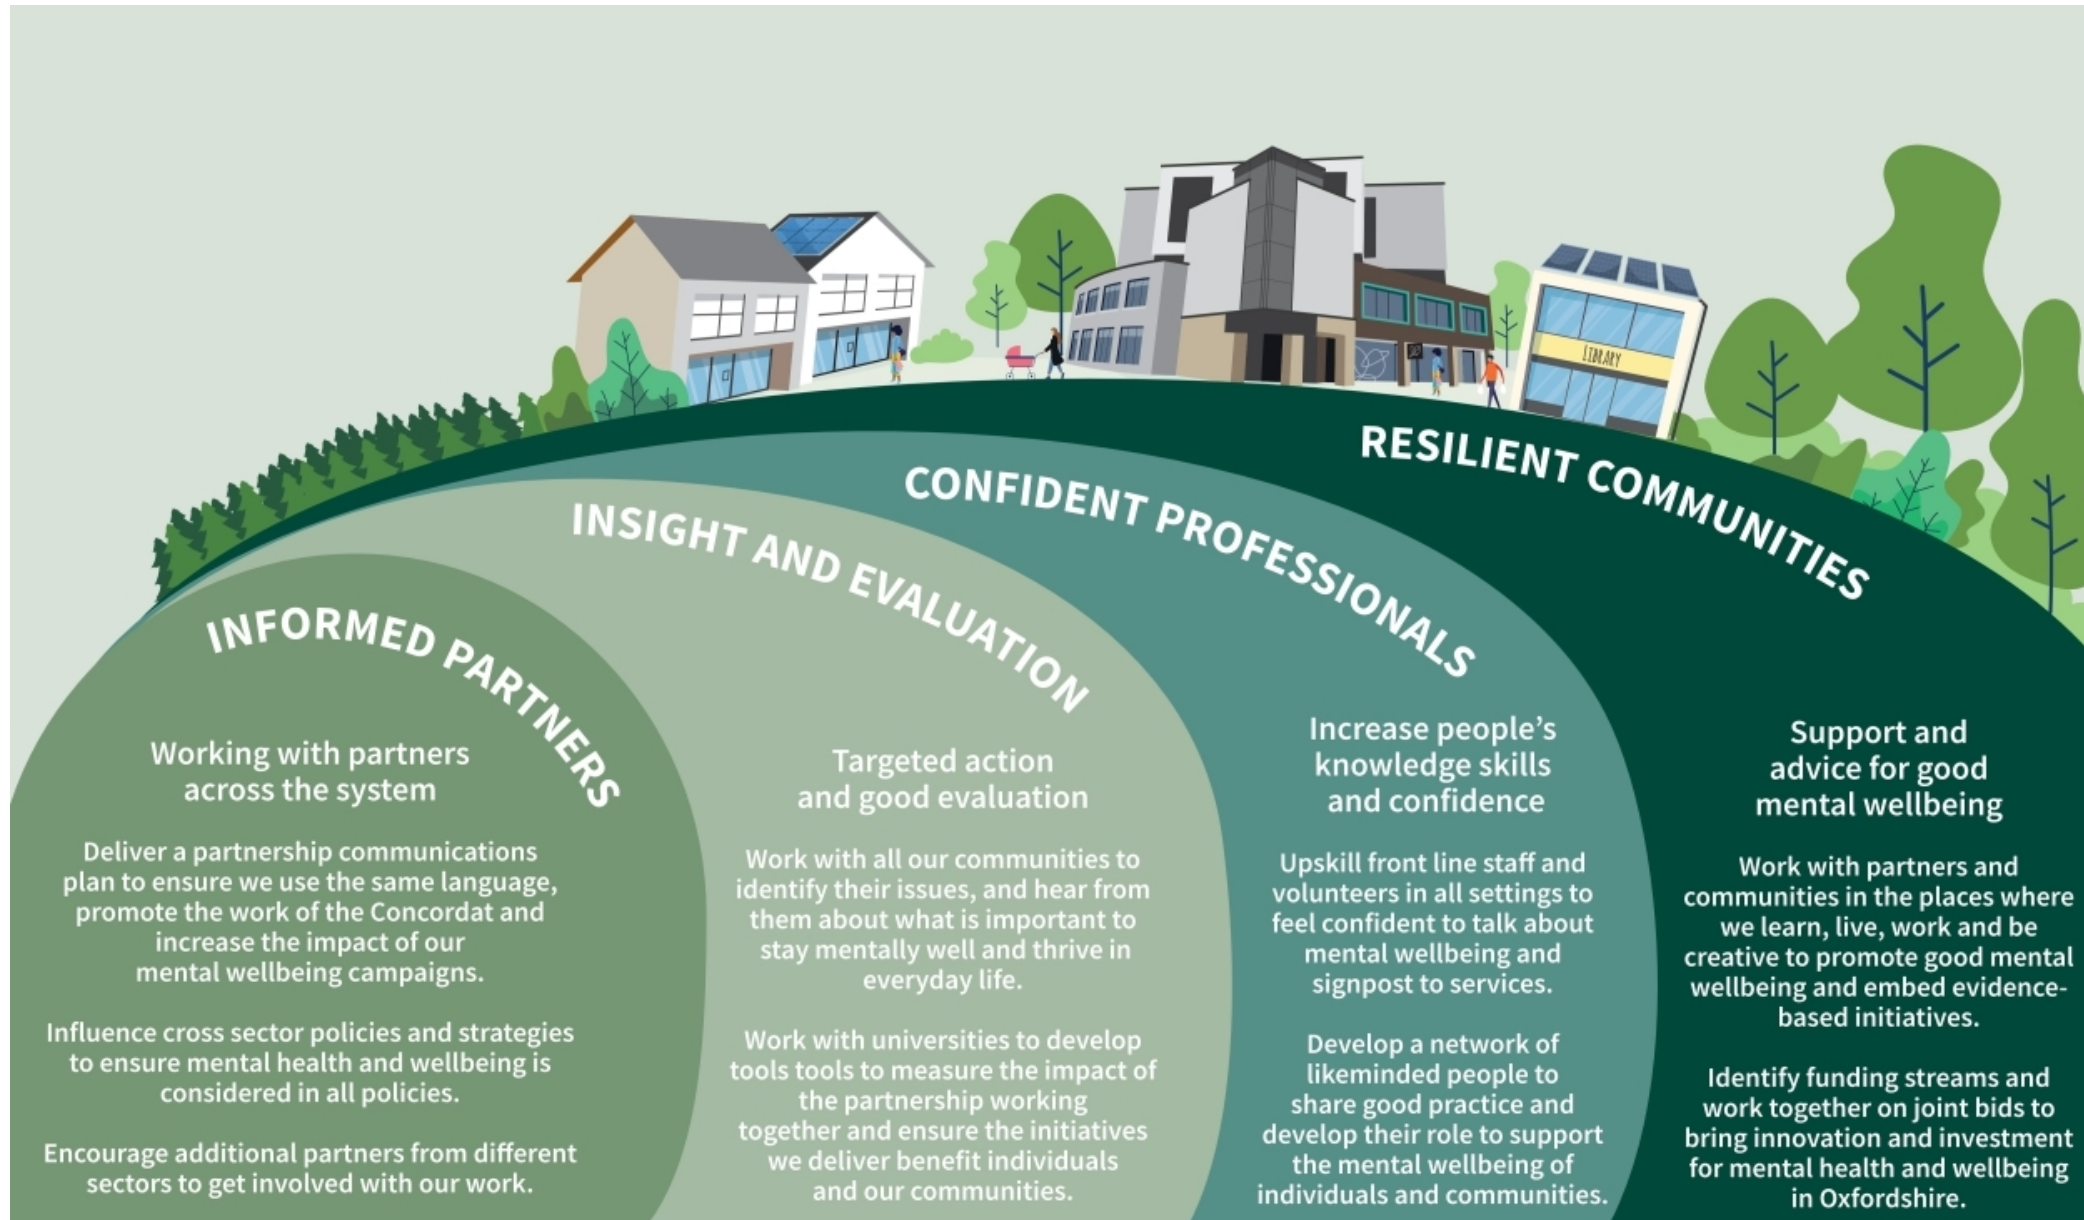 LIBRARY
INFORMED PARTNERS
Working with partners
across the system
Deliver a partnership communications
plan to ensure we use the same language,
promote the work of the Concordat and
increase the impact of our
mental wellbeing campaigns.
Influence cross sector policies and strategies
to ensure mental health and wellbeing is
considered in all policies.
Encourage additional partners from different
sectors to get involved with our work.
INSIGHT AND EVALUATION
Targeted action
and good evaluation
Work with all our communities to
identify their issues, and hear from
them about what is important to
stay mentally well and thrive in
everyday life.
Work with universities to develop
tools tools to measure the impact of
the partnership working
together and ensure the initiatives
we deliver benefit individuals
and our communities.
CONFIDENT PROFESSIONALS
Increase people’s
knowledge skills
and confidence
Upskill front line staff and
volunteers in all settings to
feel confident to talk about
mental wellbeing and
signpost to services.
Develop a network of
likeminded people to
share good practice and
develop their role to support
the mental wellbeing of
individuals and communities.
RESILIENT COMMUNITIES
Support and
advice for good
mental wellbeing
Work with partners and
communities in the places where
we learn, live, work and be
creative to promote good mental
wellbeing and embed evidence-
based initiatives.
Identify funding streams and
work together on joint bids to
bring innovation and investment
for mental health and wellbeing
in Oxfordshire.